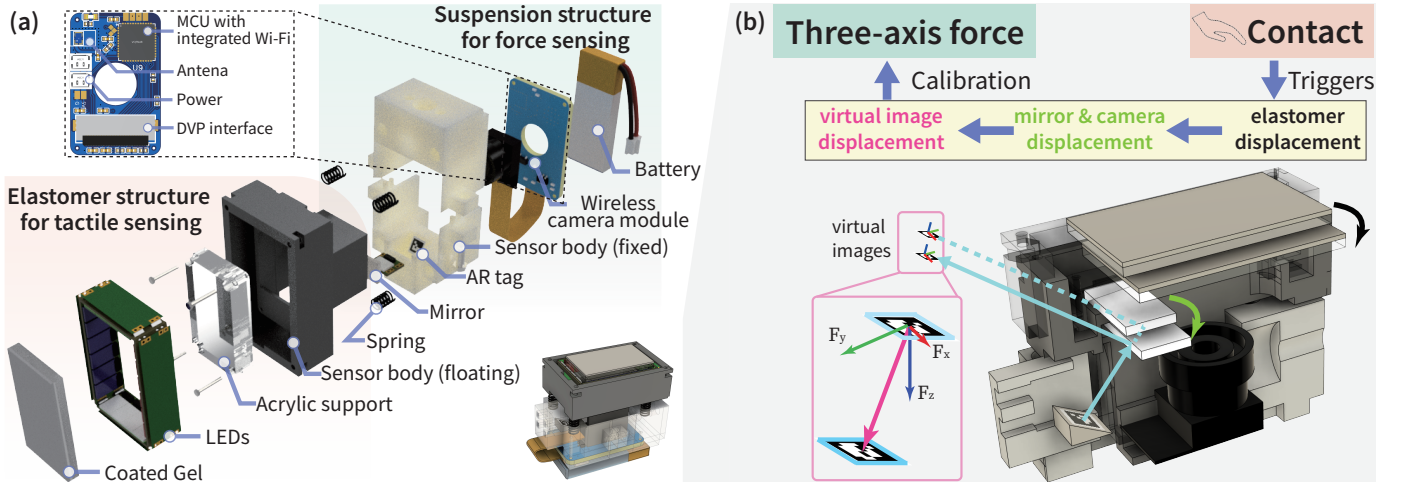 (a)
MCU with
integrated Wi-Fi
Antena
Power
DVP interface
U9
Suspension structure
for force sensing
Battery
Wireless
camera module
Sensor body (fixed)
AR tag
Mirror
Spring
Elastomer structure
for tactile sensing
Sensor body (floating)
Acrylic support
LEDs
Coated Gel
(b)
Three-axis force
Contact
Calibration
Triggers
virtual image
displacement
mirror & camera
displacement
elastomer
displacement
virtual
images
Fy
Fx
Fz